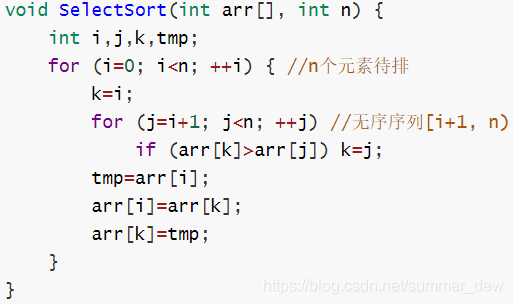 void SelectSort(int arr[], int n) {
    int i,j,k,tmp;
    for (i=0; i<n; ++i) { //n个元素待排
        k=i;
        for (j=i+1; j<n; ++j) //无序序列[i+1, n)
            if (arr[k]>arr[j]) k=j;
        tmp=arr[i];
        arr[i]=arr[k];
        arr[k]=tmp;
    }
}
https://blog.csdn.net/summer_dew